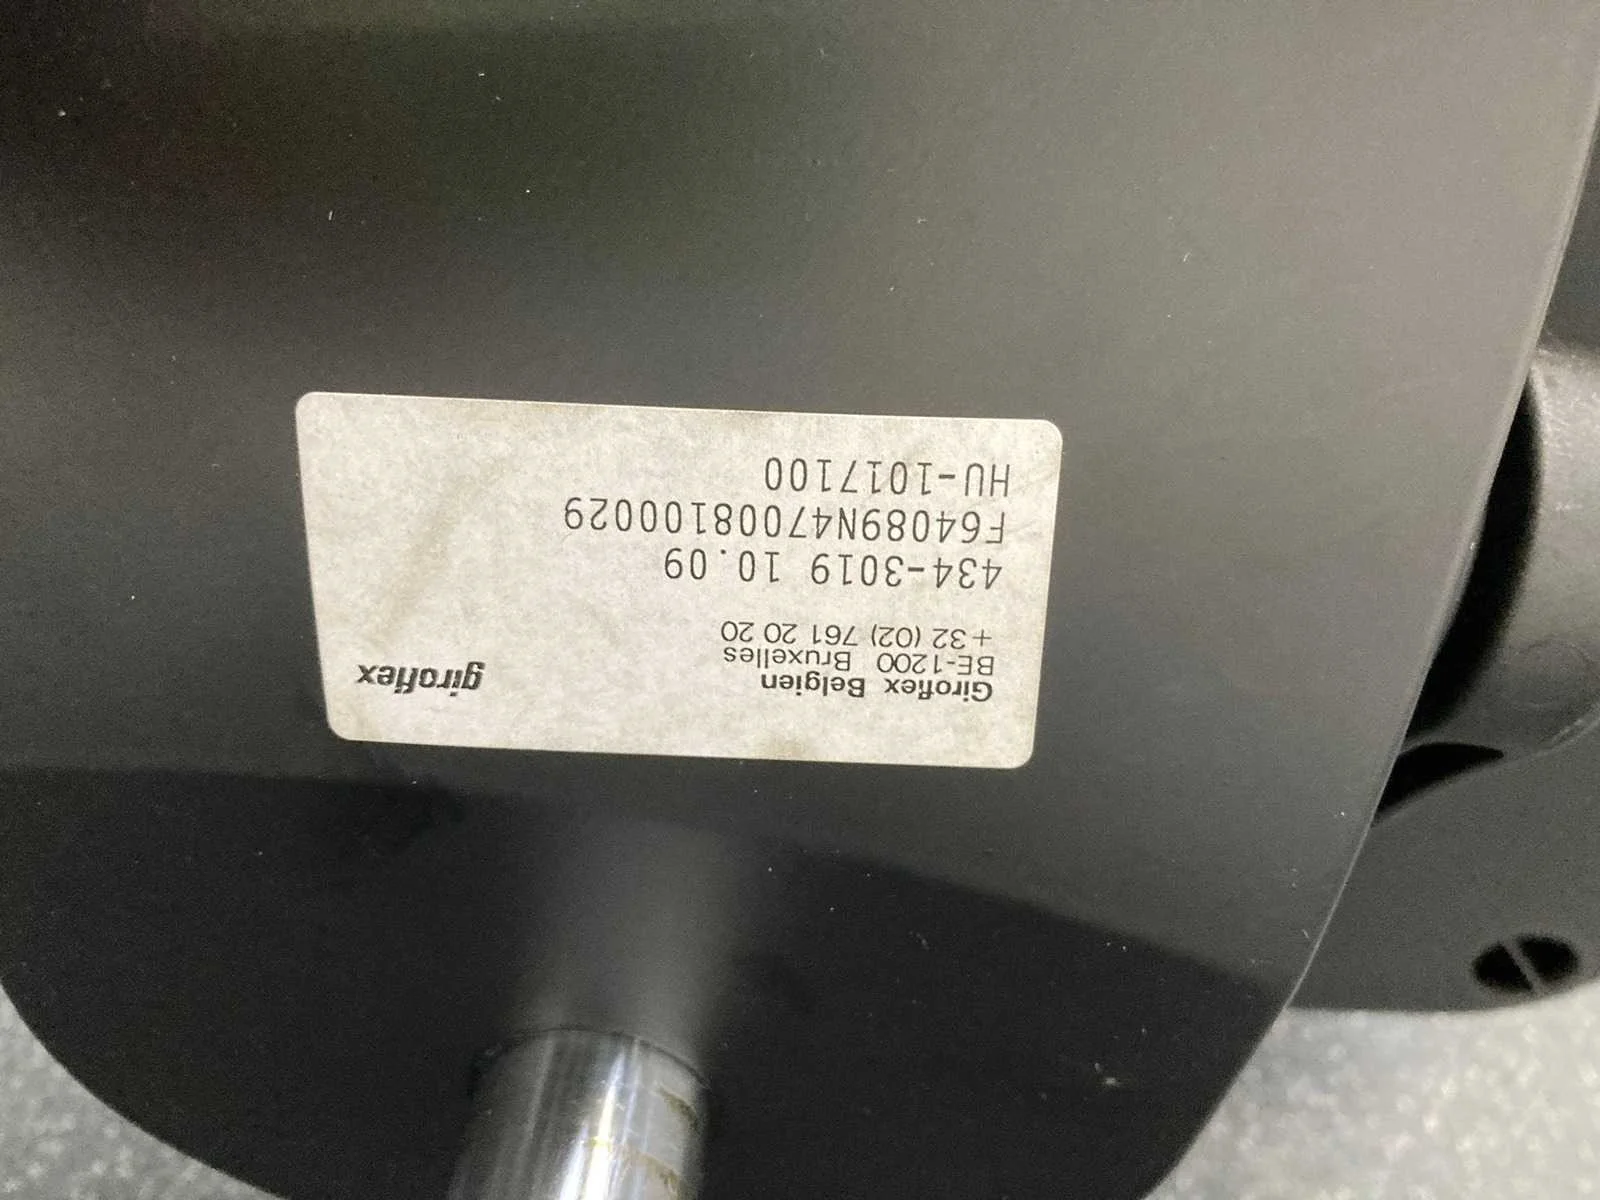 Giroflex Belgien
BE-1200 Bruxelles
+32 (02) 761 20 20
giroflex
434-3019 10.09
F64089N47008100029
HU-1017100